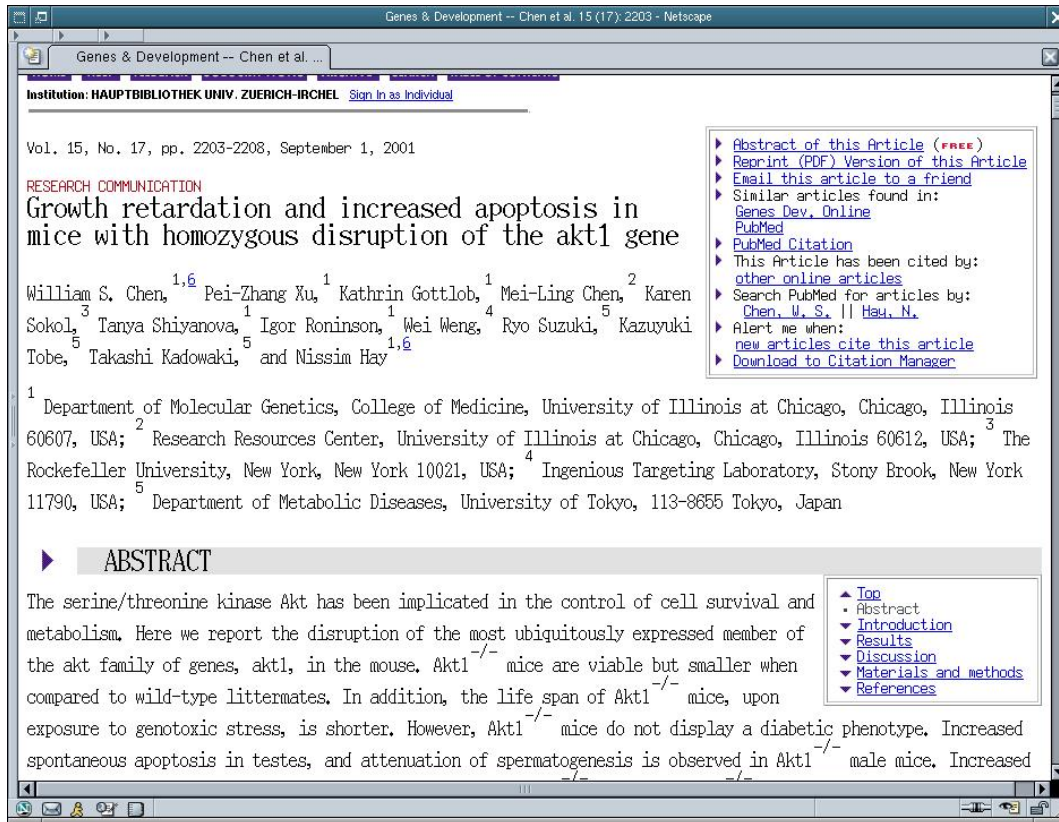 Genes & Development -- Chen et al. 15 (17): 2203 - Netscape
Genes & Development -- Chen et al. ...
Institution: HAUPTBIBLIOTHEK UNIV. ZUERICH-IRCHEL Sign In as Individual
Vol. 15, No. 17, pp. 2203-2208, September 1, 2001
RESEARCH COMMUNICATION
Growth retardation and increased apoptosis in
mice with homozygous disruption of the akt1 gene
William S. Chen,1,6 Pei-Zhang Xu,1 Kathrin Gottlob,1 Mei-Ling Chen,2 Karen
Sokol,3 Tanya Shiyanova,1 Igor Roninson,1 Wei Weng,4 Ryo Suzuki,5 Kazuyuki
Tobe,5 Takashi Kadowaki,5 and Nissim Hay1,6
Abstract of this Article (FREE)
Reprint (PDF) Version of this Article
Email this article to a friend
Similar articles found in:
Genes Dev. Online
PubMed
PubMed Citation
This Article has been cited by:
other online articles
Search PubMed for articles by:
Chen, W. S. || Hay, N.
Alert me when:
new articles cite this article
Download to Citation Manager
1 Department of Molecular Genetics, College of Medicine, University of Illinois at Chicago, Chicago, Illinois
60607, USA; 2 Research Resources Center, University of Illinois at Chicago, Chicago, Illinois 60612, USA; 3 The
Rockefeller University, New York, New York 10021, USA; 4 Ingenious Targeting Laboratory, Stony Brook, New York
11790, USA; 5 Department of Metabolic Diseases, University of Tokyo, 113-8655 Tokyo, Japan
ABSTRACT
The serine/threonine kinase Akt has been implicated in the control of cell survival and
metabolism. Here we report the disruption of the most ubiquitously expressed member of
the akt family of genes, akt1, in the mouse. Akt1-/- mice are viable but smaller when
compared to wild-type littermates. In addition, the life span of Akt1-/- mice, upon
exposure to genotoxic stress, is shorter. However, Akt1-/- mice do not display a diabetic phenotype. Increased
spontaneous apoptosis in testes, and attenuation of spermatogenesis is observed in Akt1-/- male mice. Increased
-/- -/-
Top
Abstract
Introduction
Results
Discussion
Materials and methods
References